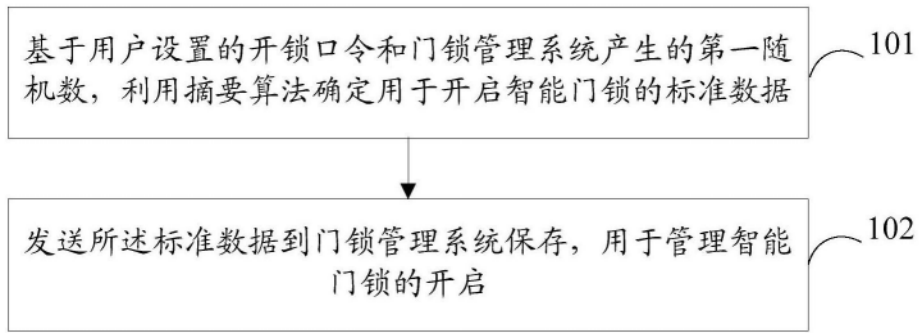 基于用户设置的开锁口令和门锁管理系统产生的第一随
机数，利用摘要算法确定用于开启智能门锁的标准数据
101
发送所述标准数据到门锁管理系统保存，用于管理智能
门锁的开启
102